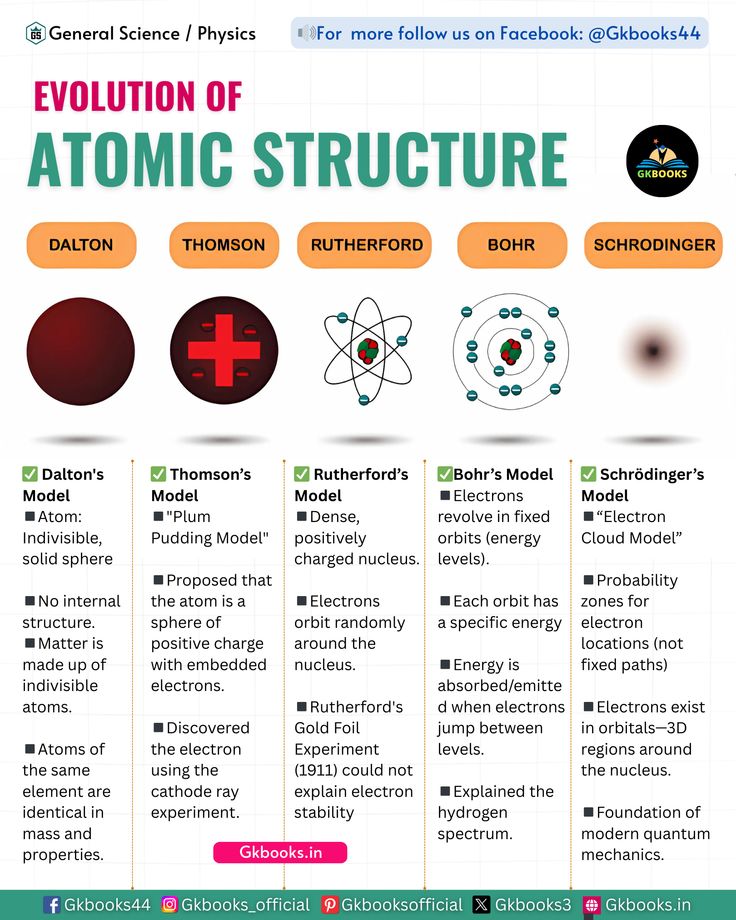 GS General Science / Physics
For more follow us on Facebook: @Gkbooks44
EVOLUTION OF
ATOMIC STRUCTURE
GKBOOKS
DALTON
THOMSON
RUTHERFORD
BOHR
SCHRODINGER
✅ Dalton's
Model
◾Atom:
Indivisible,
solid sphere
◾No internal
structure.
◾Matter is
made up of
indivisible
atoms.
◾Atoms of
the same
element are
identical in
mass and
properties.
✅ Thomson’s
Model
◾"Plum
Pudding Model"
◾Proposed that
the atom is a
sphere of
positive charge
with embedded
electrons.
◾Discovered
the electron
using the
cathode ray
experiment.
✅ Rutherford’s
Model
◾Dense,
positively
charged nucleus.
◾Electrons
orbit randomly
around the
nucleus.
◾Rutherford's
Gold Foil
Experiment
(1911) could not
explain electron
stability
✅Bohr’s Model
◾Electrons
revolve in fixed
orbits (energy
levels).
◾Each orbit has
a specific energy
◾Energy is
absorbed/emitte
d when electrons
jump between
levels.
◾Explained the
hydrogen
spectrum.
✅ Schrödinger’s
Model
◾“Electron
Cloud Model”
◾Probability
zones for
electron
locations (not
fixed paths)
◾Electrons exist
in orbitals—3D
regions around
the nucleus.
◾Foundation of
modern quantum
mechanics.
Gkbooks.in
Gkbooks44 Gkbooks_official Gkbooksofficial Gkbooks3 Gkbooks.in